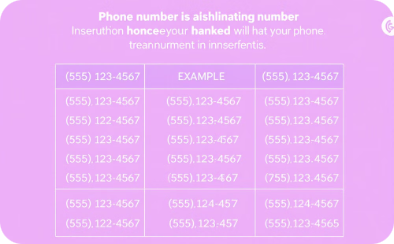 Phone number is aishlinating number
Inseruthon honceeyour hanked will hat your phone.
treannurment in innserfentis.
(555) 123-4567 EXAMPLE (555), 123-4567
(555) 123-4567 (555).123-4567 (555), 123-4567
(555) 122-4567 (555).123-4567 (555).123.4567
(555), 123-4567 (555).123-4567 (555).123.4567
(555), 123-4567 (555), 123-4567 (555), 123.4567
(555), 123-4567 (555), 123-4167 (755), 123.4567
(555) 123-4567 (555).124-457 (555), 124-4567
(555), 122-4567 (555), 123-457 (555),123-4565